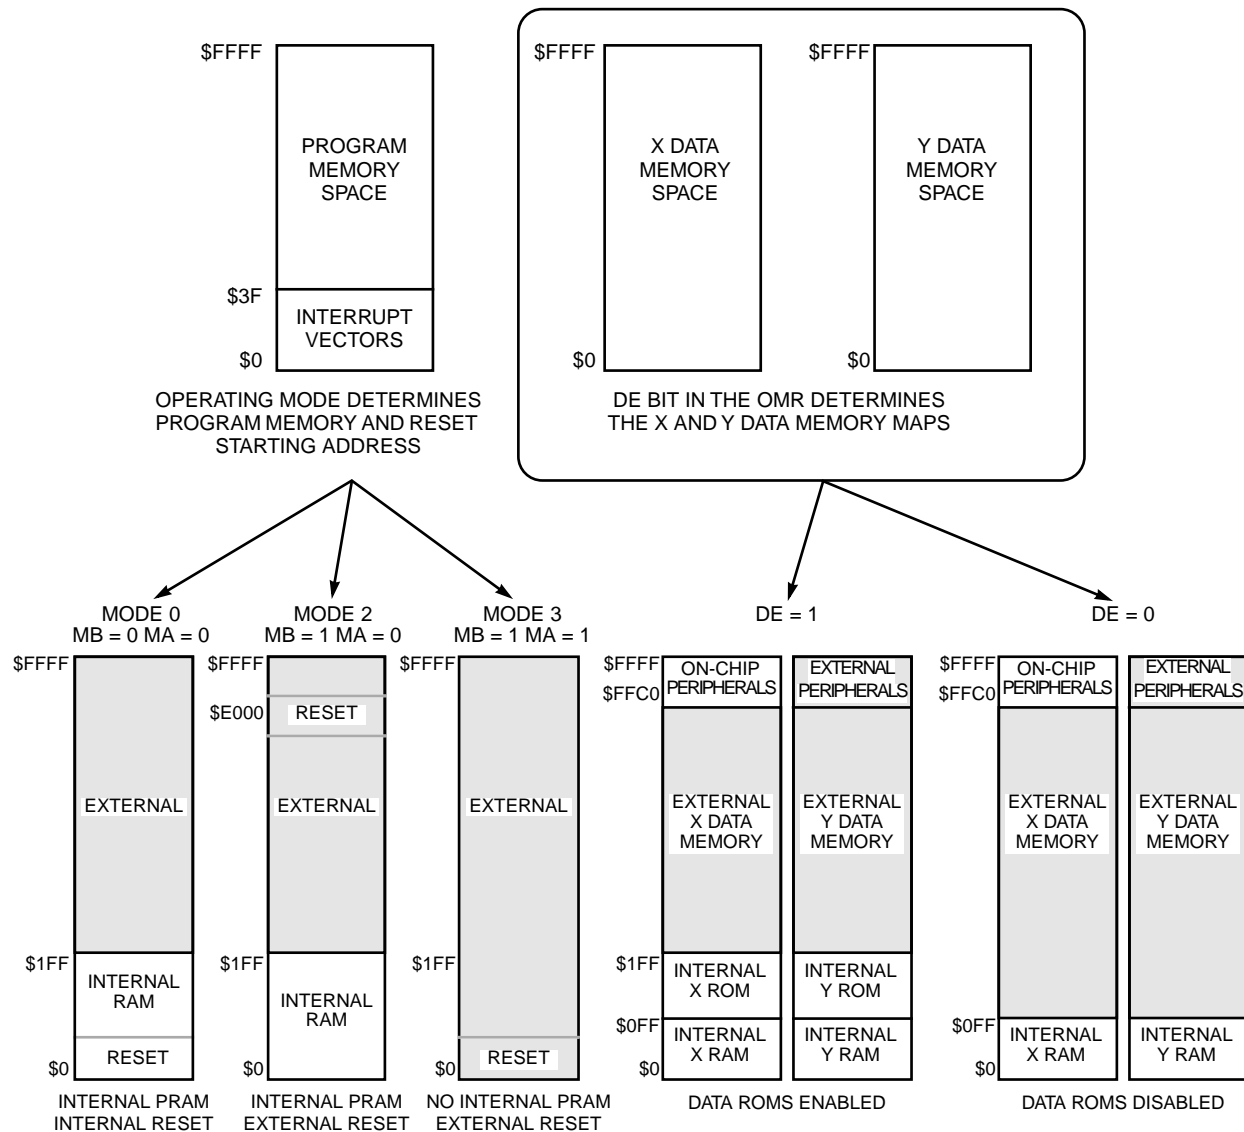 $FFFF
PROGRAM
MEMORY
SPACE
$3F
INTERRUPT
VECTORS
$0
OPERATING MODE DETERMINES
PROGRAM MEMORY AND RESET
STARTING ADDRESS
$FFFF
X DATA
MEMORY
SPACE
$0
$FFFF
Y DATA
MEMORY
SPACE
$0
DE BIT IN THE OMR DETERMINES
THE X AND Y DATA MEMORY MAPS
MODE 0
MB = 0 MA = 0
$FFFF
EXTERNAL
$1FF
INTERNAL
RAM
RESET
$0
INTERNAL PRAM
INTERNAL RESET
MODE 2
MB = 1 MA = 0
$FFFF
$E000
RESET
EXTERNAL
$1FF
INTERNAL
RAM
$0
INTERNAL PRAM
EXTERNAL RESET
MODE 3
MB = 1 MA = 1
$FFFF
EXTERNAL
$1FF
RESET
$0
NO INTERNAL PRAM
EXTERNAL RESET
DE = 1
$FFFF
$FFC0
ON-CHIP
PERIPHERALS
EXTERNAL
X DATA
MEMORY
$1FF
INTERNAL
X ROM
$0FF
INTERNAL
X RAM
$0
EXTERNAL
PERIPHERALS
EXTERNAL
Y DATA
MEMORY
INTERNAL
Y ROM
INTERNAL
Y RAM
DATA ROMS ENABLED
DE = 0
$FFFF
$FFC0
ON-CHIP
PERIPHERALS
EXTERNAL
X DATA
MEMORY
$0FF
INTERNAL
X RAM
$0
EXTERNAL
PERIPHERALS
EXTERNAL
Y DATA
MEMORY
INTERNAL
Y RAM
DATA ROMS DISABLED